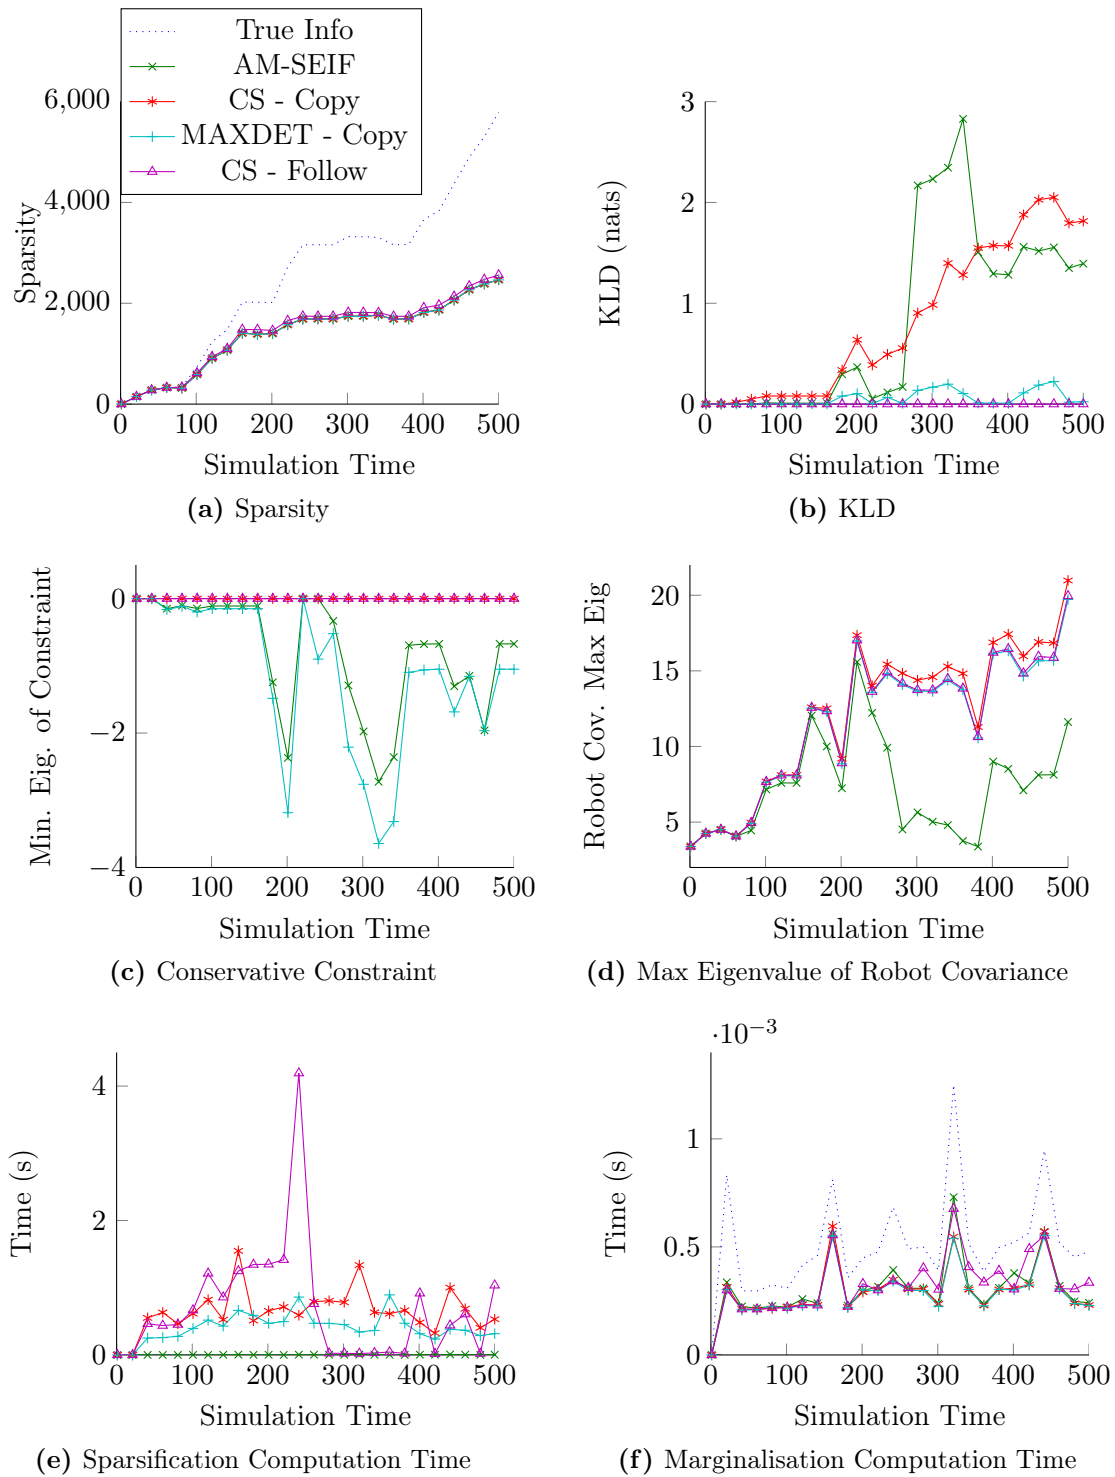 True Info
AM-SEIF
CS - Copy
MAXDET - Copy
CS - Follow
6,000
4,000
2,000
0
Sparsity
0 100 200 300 400 500
Simulation Time
(a) Sparsity
3
2
1
0
KLD (nats)
0 100 200 300 400 500
Simulation Time
(b) KLD
0
−2
−4
Min. Eig. of Constraint
0 100 200 300 400 500
Simulation Time
(c) Conservative Constraint
20
15
10
5
Robot Cov. Max Eig
0 100 200 300 400 500
Simulation Time
(d) Max Eigenvalue of Robot Covariance
4
2
0
Time (s)
0 100 200 300 400 500
Simulation Time
(e) Sparsification Computation Time
·10−3
1
0.5
0
Time (s)
0 100 200 300 400 500
Simulation Time
(f) Marginalisation Computation Time